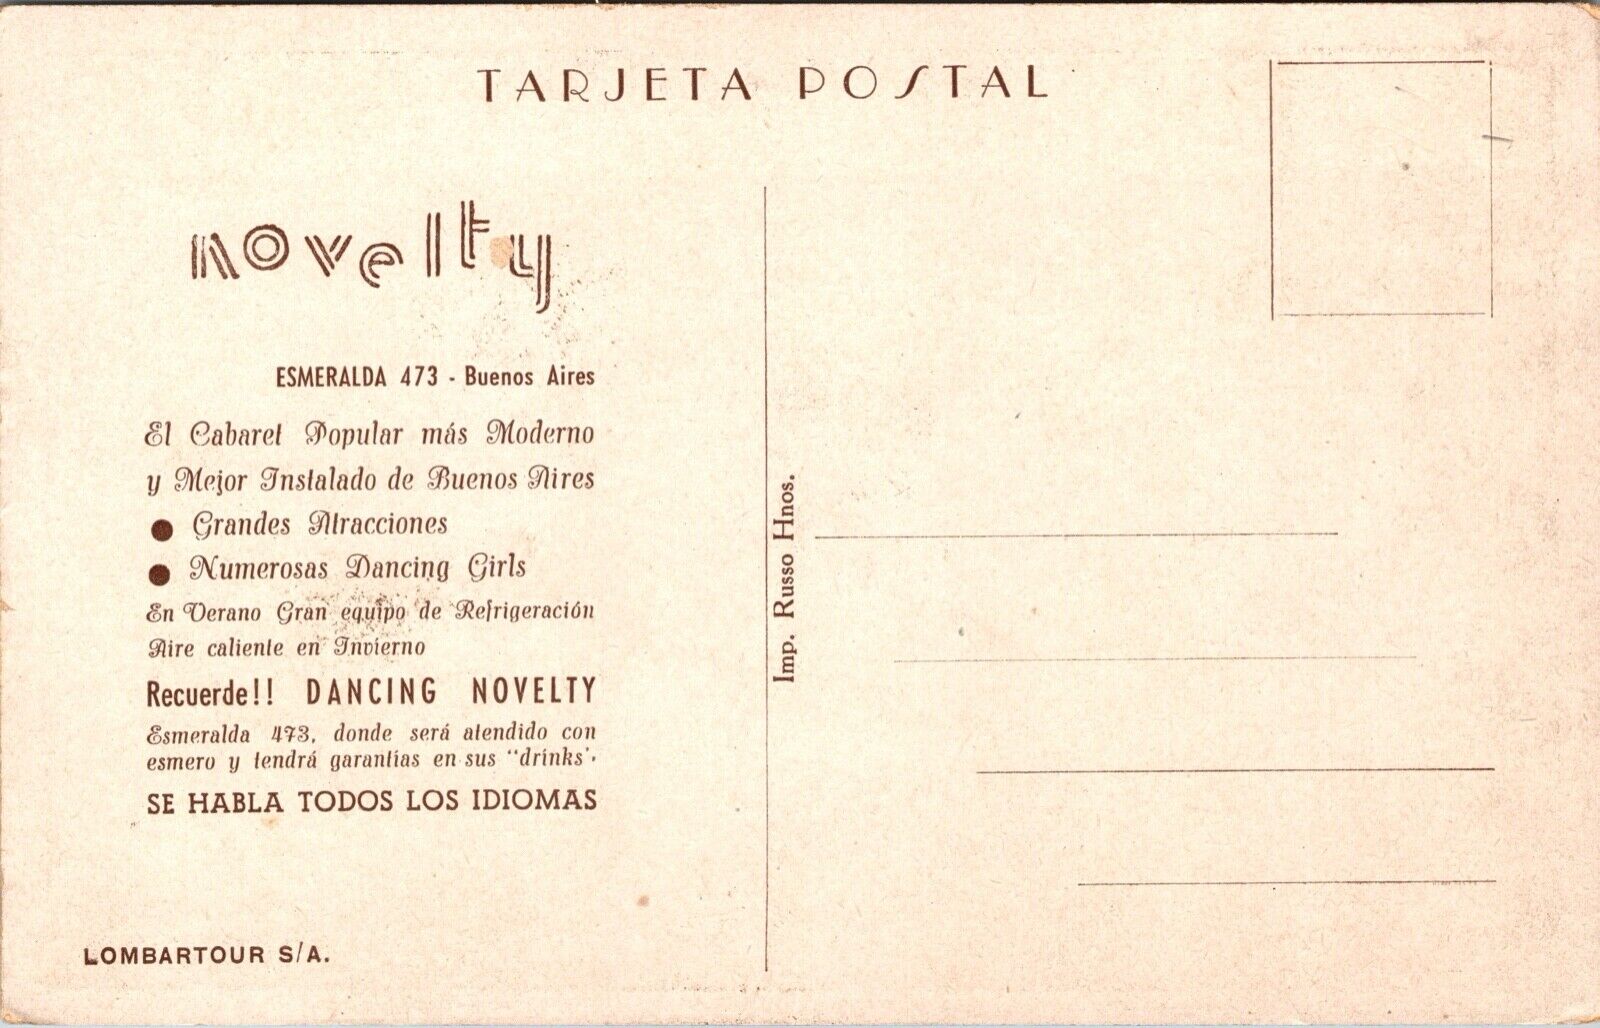 TARJETA POSTAL
novelty
ESMERALDA 473 - Buenos Aires
El Cabaret Popular más Moderno
y Mejor Instalado de Buenos Aires
● Grandes Atracciones
● Numerosas Dancing Girls
En Verano Gran equipo de Refrigeración
Aire caliente en Invierno
Recuerde!! DANCING NOVELTY
Esmeralda 473, donde será atendido con
esmero y tendrá garantías en sus "drinks'.
SE HABLA TODOS LOS IDIOMAS
LOMBARTOUR S/A.
Imp. Russo Hnos.